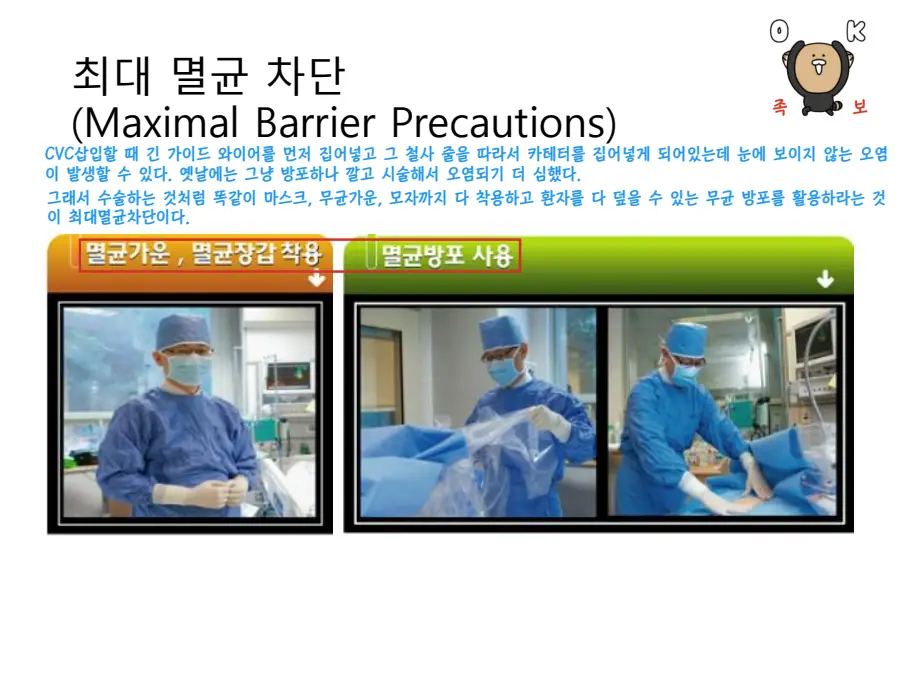 O K
족 보
최대 멸균 차단
(Maximal Barrier Precautions)
CVC삽입할 때 긴 가이드 와이어를 먼저 집어넣고 그 철사 줄을 따라서 카테터를 집어넣게 되어있는데 눈에 보이지 않는 오염
이 발생할 수 있다. 옛날에는 그냥 방포하나 깔고 시술해서 오염되기 더 심했다.
그래서 수술하는 것처럼 똑같이 마스크, 무균가운, 모자까지 다 착용하고 환자를 다 덮을 수 있는 무균 방포를 활용하라는 것
이 최대멸균차단이다.
멸균가운 , 멸균장갑 착용
멸균방포 사용